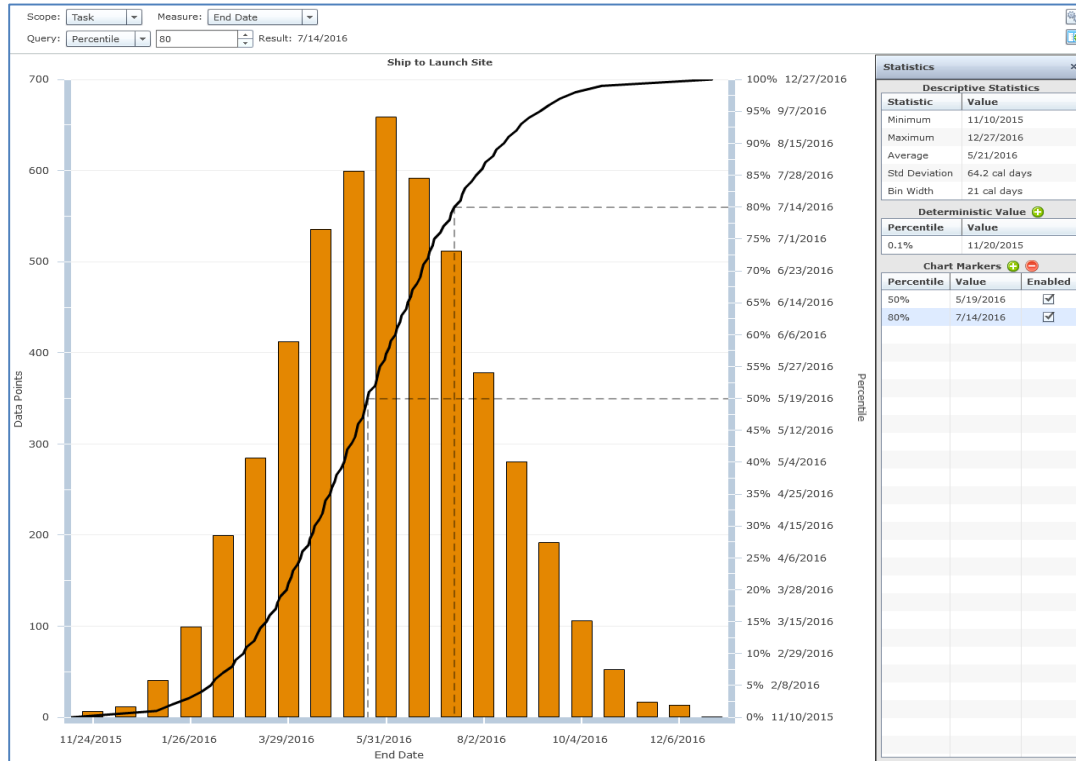 Scope: Task Measure: End Date
Query: Percentile 80 Result: 7/14/2016
Ship to Launch Site
700
600
500
400
300
200
100
0
Data Points
11/24/2015 1/26/2016 3/29/2016 5/31/2016 8/2/2016 10/4/2016 12/6/2016
End Date
100% 12/27/2016
95% 9/7/2016
90% 8/15/2016
85% 7/28/2016
80% 7/14/2016
75% 7/1/2016
70% 6/23/2016
65% 6/14/2016
60% 6/6/2016
55% 5/27/2016
50% 5/19/2016
45% 5/12/2016
40% 5/4/2016
35% 4/25/2016
30% 4/15/2016
25% 4/6/2016
20% 3/28/2016
15% 3/15/2016
10% 2/29/2016
5% 2/8/2016
0% 11/10/2015
Percentile
Statistics
Descriptive Statistics
Statistic Value
Minimum 11/10/2015
Maximum 12/27/2016
Average 5/21/2016
Std Deviation 64.2 cal days
Bin Width 21 cal days
Deterministic Value
Percentile Value
0.1% 11/20/2015
Chart Markers
Percentile Value Enabled
50% 5/19/2016
80% 7/14/2016